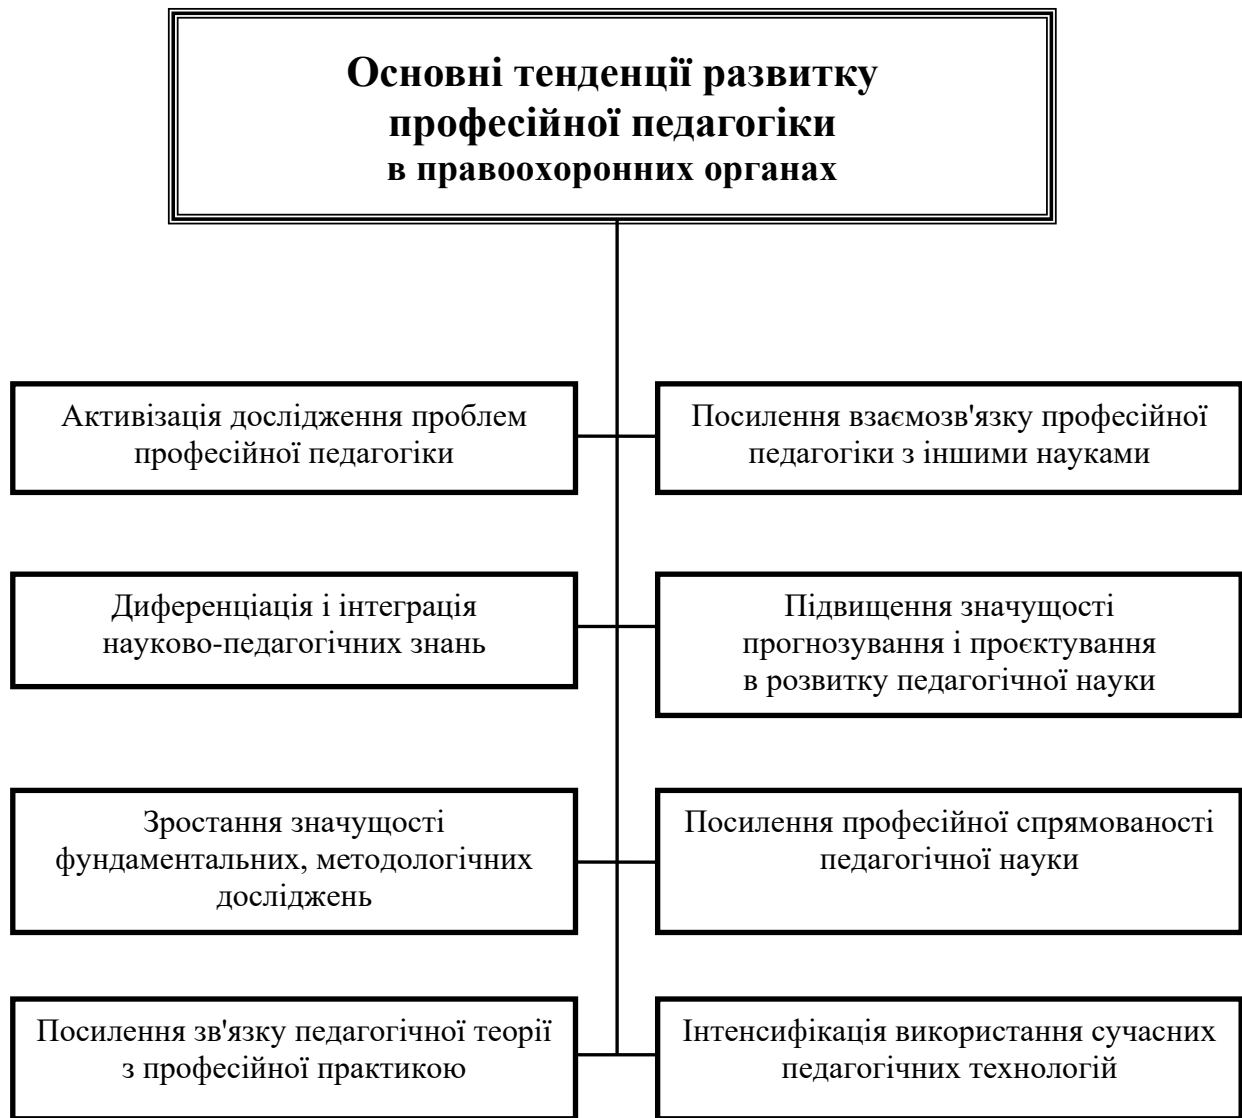 Основні тенденції развитку
професійної педагогіки
в правоохоронних органах
Активізація дослідження проблем
професійної педагогіки
Посилення взаємозв'язку професійної
педагогіки з іншими науками
Диференціація і інтеграція
науково-педагогічних знань
Підвищення значущості
прогнозування і проєктування
в розвитку педагогічної науки
Зростання значущості
фундаментальних, методологічних
досліджень
Посилення професійної спрямованості
педагогічної науки
Посилення зв'язку педагогічної теорії
з професійної практикою
Інтенсифікація використання сучасних
педагогічних технологій